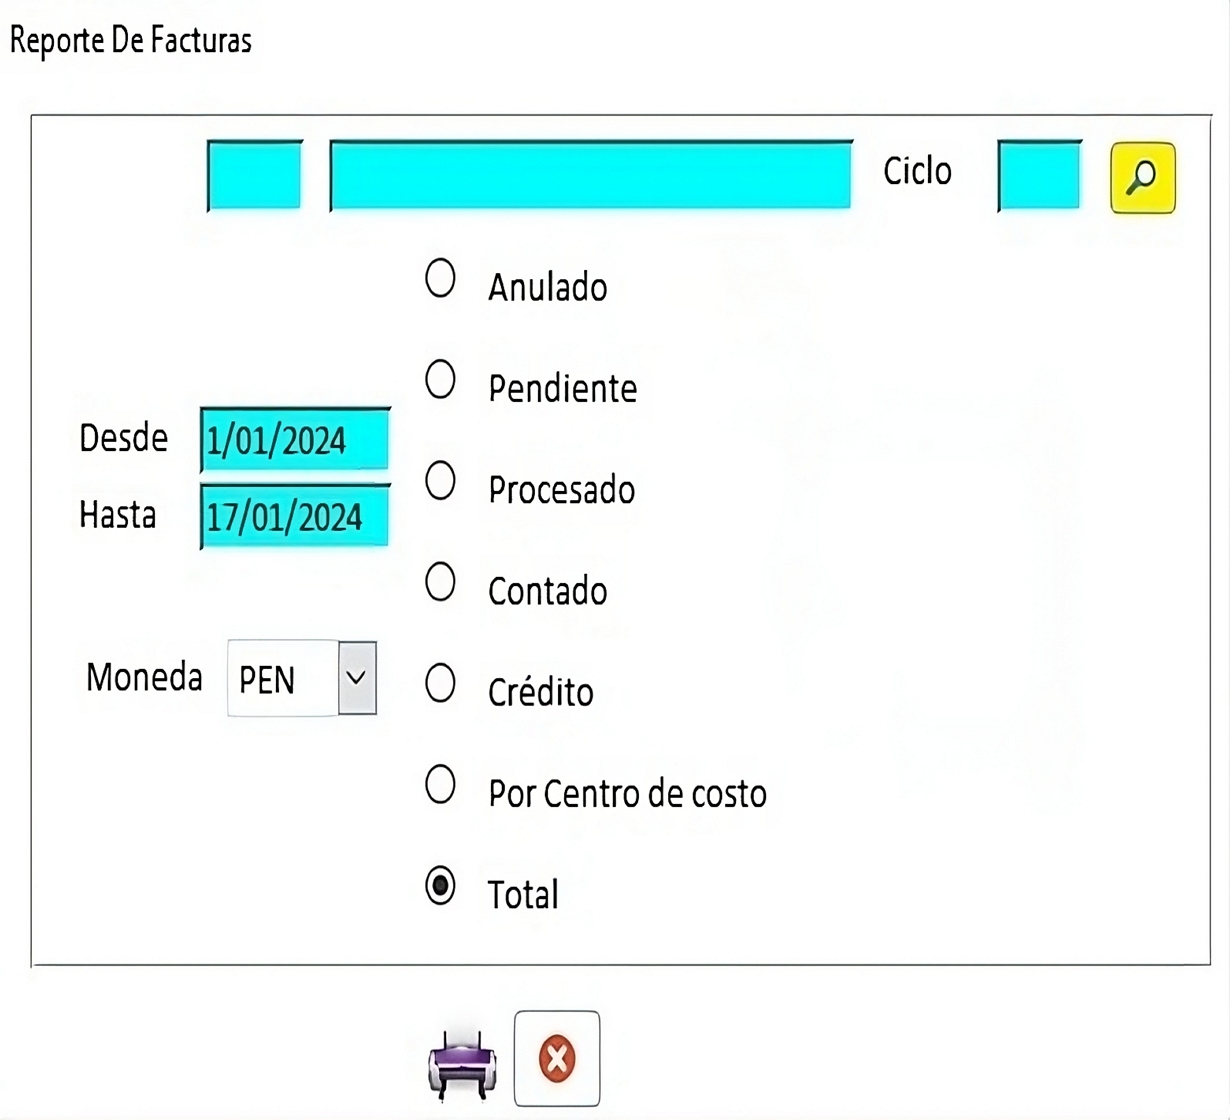 Reporte De Facturas
Ciclo
Anulado
Pendiente
Desde 1/01/2024
Procesado
Hasta 17/01/2024
Contado
Moneda PEN
Crédito
Por Centro de costo
Total